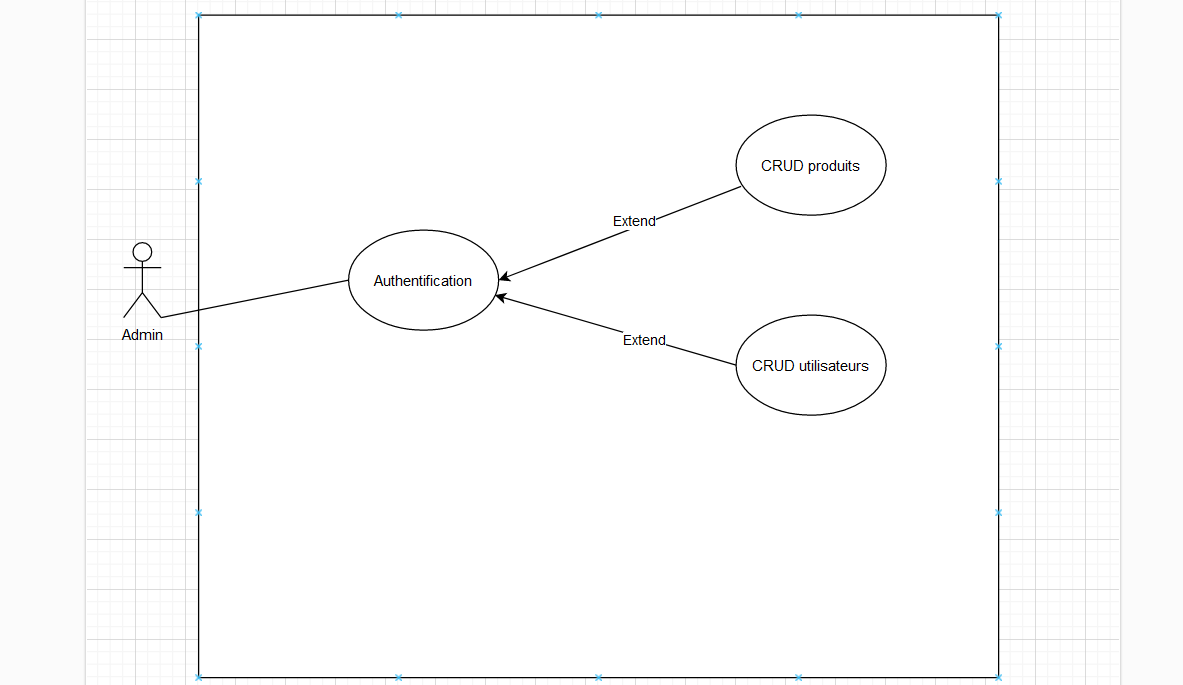 CRUD produits
Extend
Authentification
Admin
Extend
CRUD utilisateurs